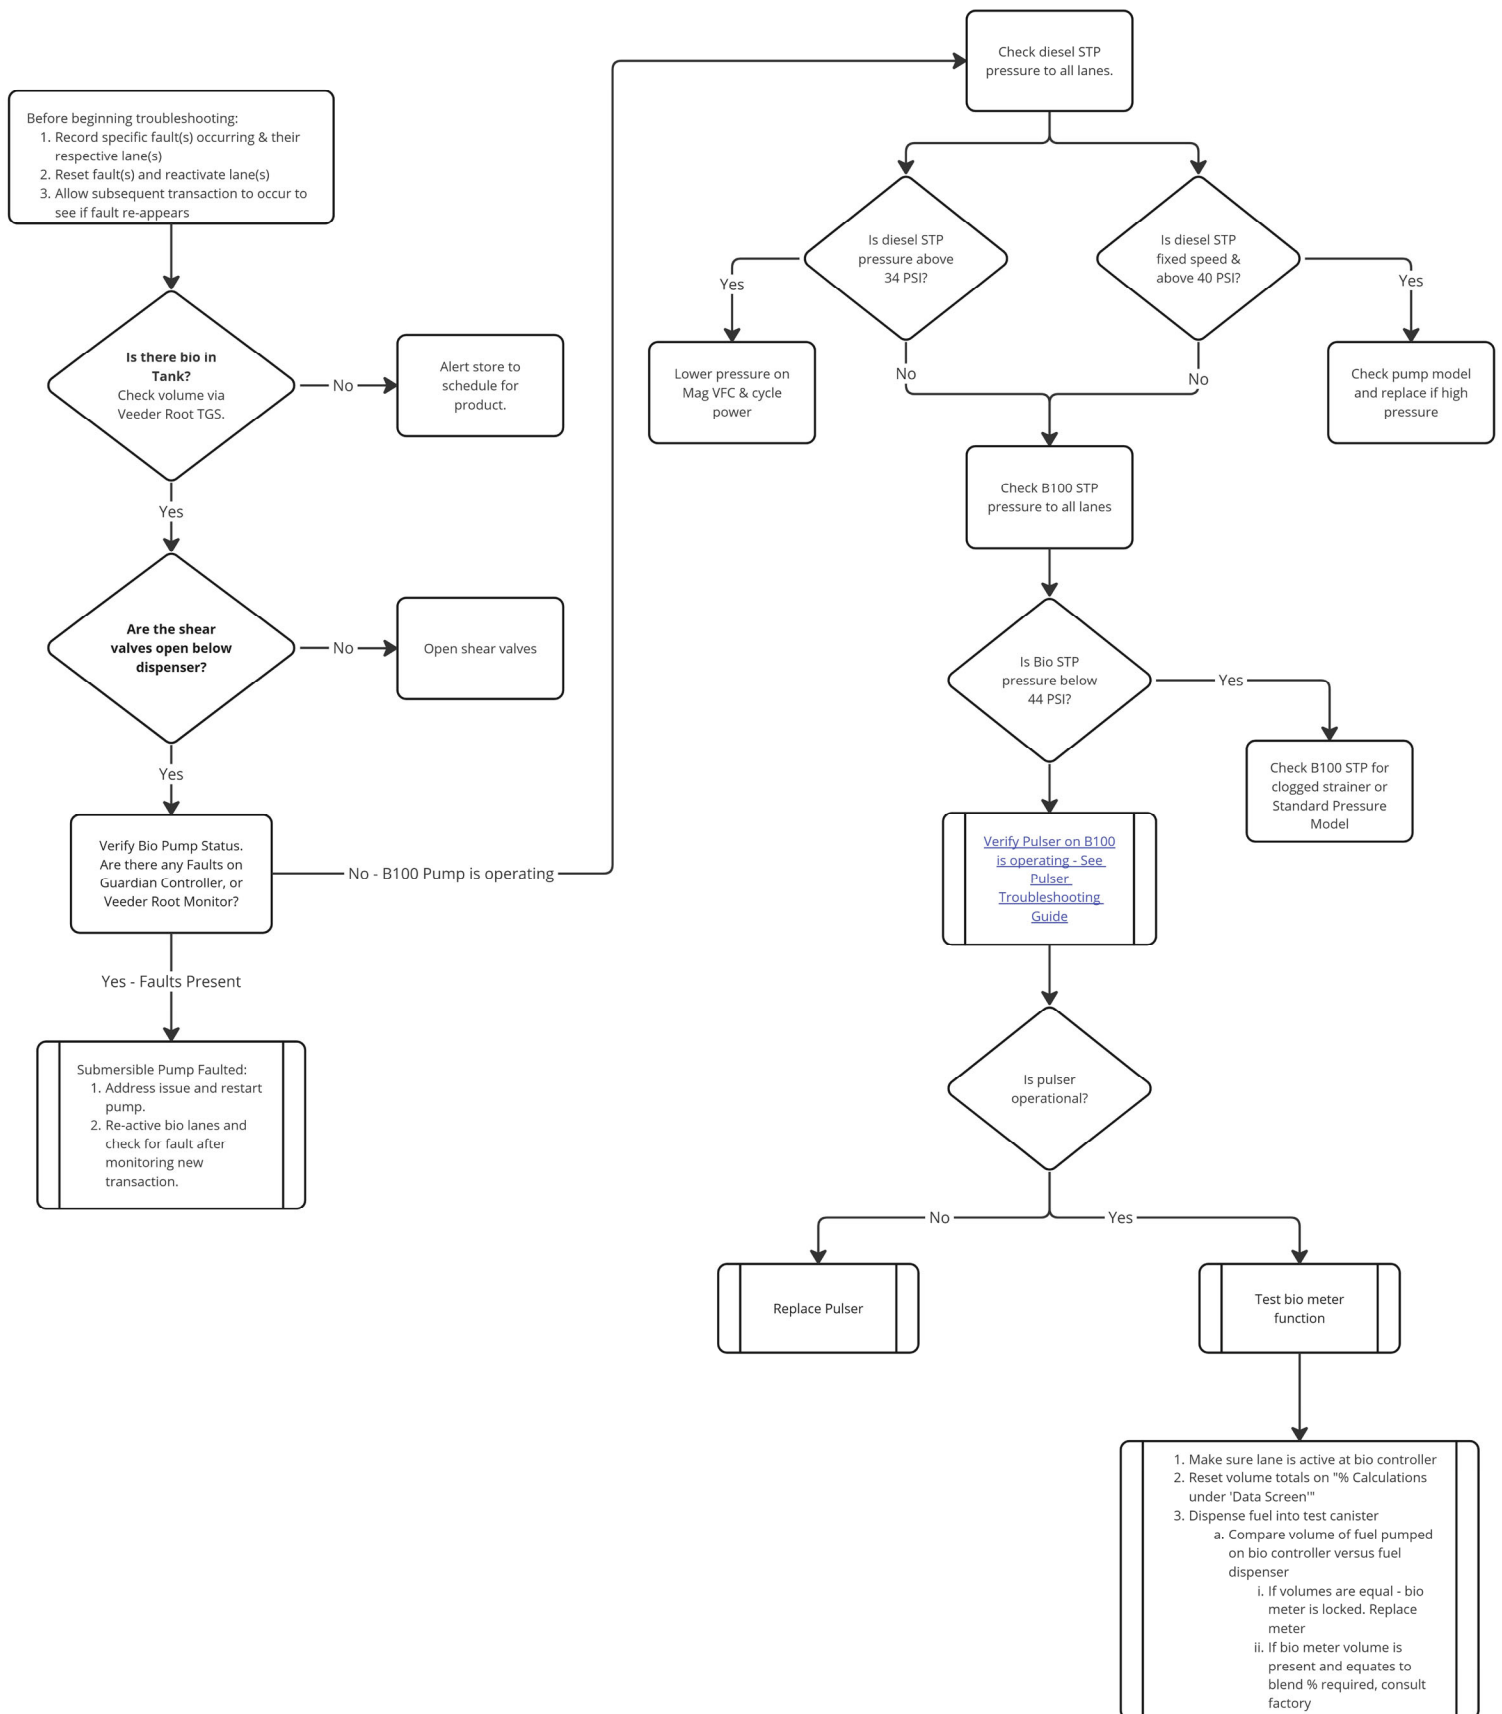 Before beginning troubleshooting:
1. Record specific fault(s) occurring & their
respective lane(s)
2. Reset fault(s) and reactivate lane(s)
3. Allow subsequent transaction to occur to
see if fault re-appears
Is there bio in
Tank?
Check volume via
Veeder Root TGS.
No
Alert store to
schedule for
product.
Yes
Are the shear
valves open below
dispenser?
No
Open shear valves
Yes
Verify Bio Pump Status.
Are there any Faults on
Guardian Controller, or
Veeder Root Monitor?
No - B100 Pump is operating
Yes - Faults Present
Submersible Pump Faulted:
1. Address issue and restart
pump.
2. Re-active bio lanes and
check for fault after
monitoring new
transaction.
Check diesel STP
pressure to all lanes.
Is diesel STP
pressure above
34 PSI?
Yes
Lower pressure on
Mag VFC & cycle
power
No
Is diesel STP
fixed speed &
above 40 PSI?
Yes
Check pump model
and replace if high
pressure
No
Check B100 STP
pressure to all lanes
Is Bio STP
pressure below
44 PSI?
Yes
Check B100 STP for
clogged strainer or
Standard Pressure
Model
Verify Pulser on B100
is operating - See
Pulser
Troubleshooting
Guide
Is pulser
operational?
No
Yes
Replace Pulser
Test bio meter
function
1. Make sure lane is active at bio controller
2. Reset volume totals on "% Calculations
under 'Data Screen'"
3. Dispense fuel into test canister
a. Compare volume of fuel pumped
on bio controller versus fuel
dispenser
i. If volumes are equal - bio
meter is locked. Replace
meter
ii. If bio meter volume is
present and equates to
blend % required, consult
factory